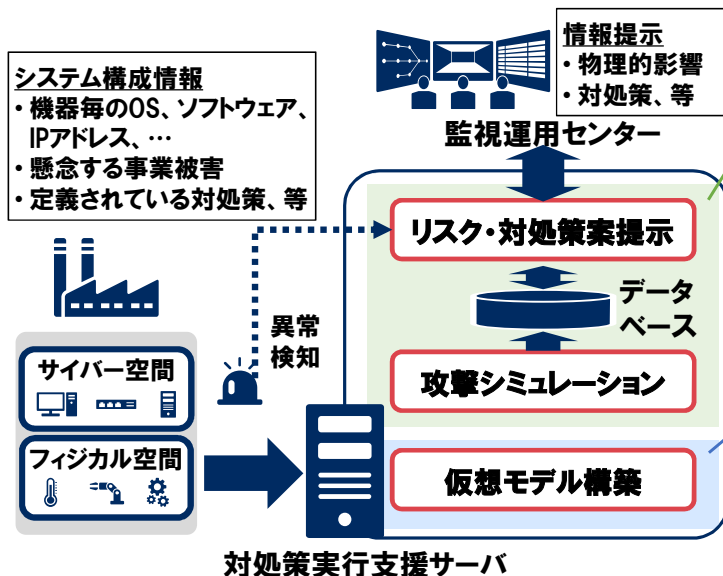 システム構成情報
・機器毎のOS、ソフトウェア、
IPアドレス、…
・懸念する事業被害
・定義されている対処策、等
情報提示
・物理的影響
・対処策、等
監視運用センター
リスク・対処策案提示
データ
ベース
異常
検知
サイバー空間
攻撃シミュレーション
フィジカル空間
仮想モデル構築
対処策実行支援サーバ